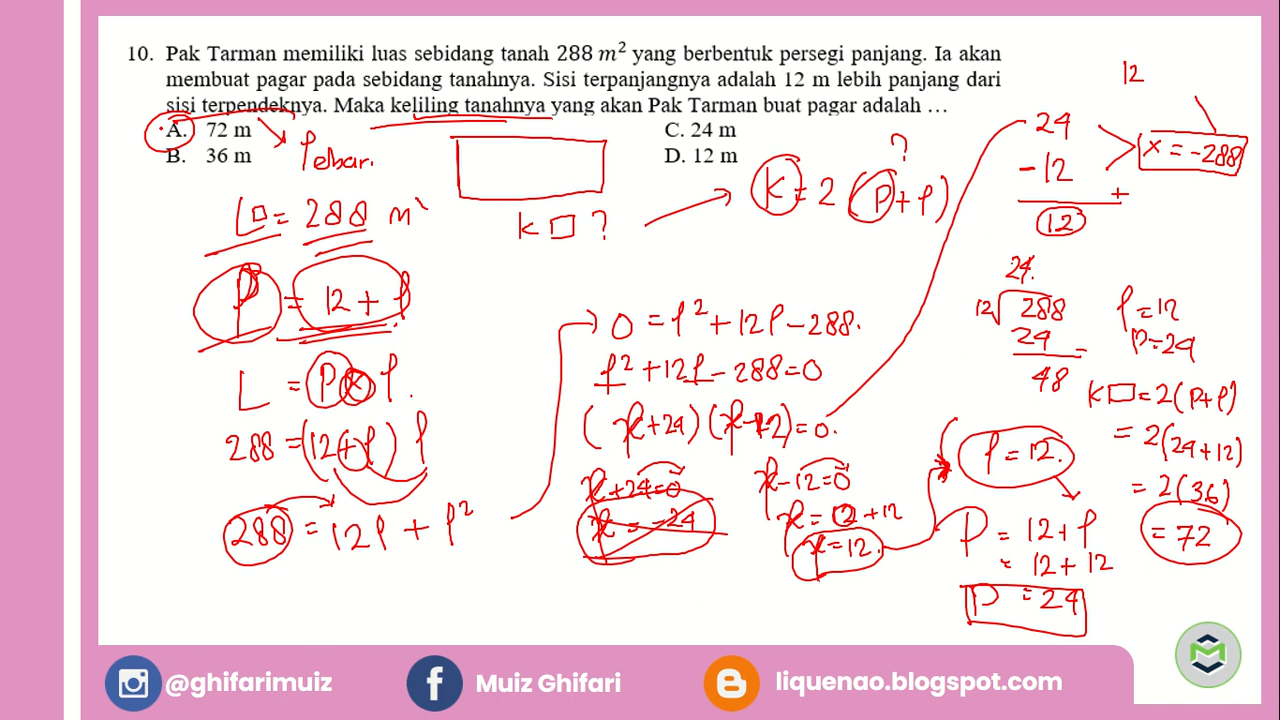 10. Pak Tarman memiliki luas sebidang tanah 288 m² yang berbentuk persegi panjang. Ia akan
membuat pagar pada sebidang tanahnya. Sisi terpanjangnya adalah 12 m lebih panjang dari
sisi terpendeknya. Maka keliling tanahnya yang akan Pak Tarman buat pagar adalah …
A. 72 m
C. 24 m
B. 36 m
D. 12 m
lebar.
L▭ = 288 m²
P = 12 + l
L = P × l.
288 = (12 + l) l
288 = 12l + l²
K▭ ?
?
K = 2 (P + l)
0 = l² + 12l - 288.
l² + 12l - 288 = 0
(l + 24) (l - 12) = 0.
l + 24 = 0
l = -24
l - 12 = 0
l = 0 + 12
l = 12.
12
24
-12
+
12
x = -288
24.
12√288
24
-
48
l = 12
P = 24
l = 12.
P = 12 + l
= 12 + 12
P = 24
K▭ = 2(P + l)
= 2(24 + 12)
= 2(36)
= 72
@ghifarimuiz
Muiz Ghifari
liquenao.blogspot.com